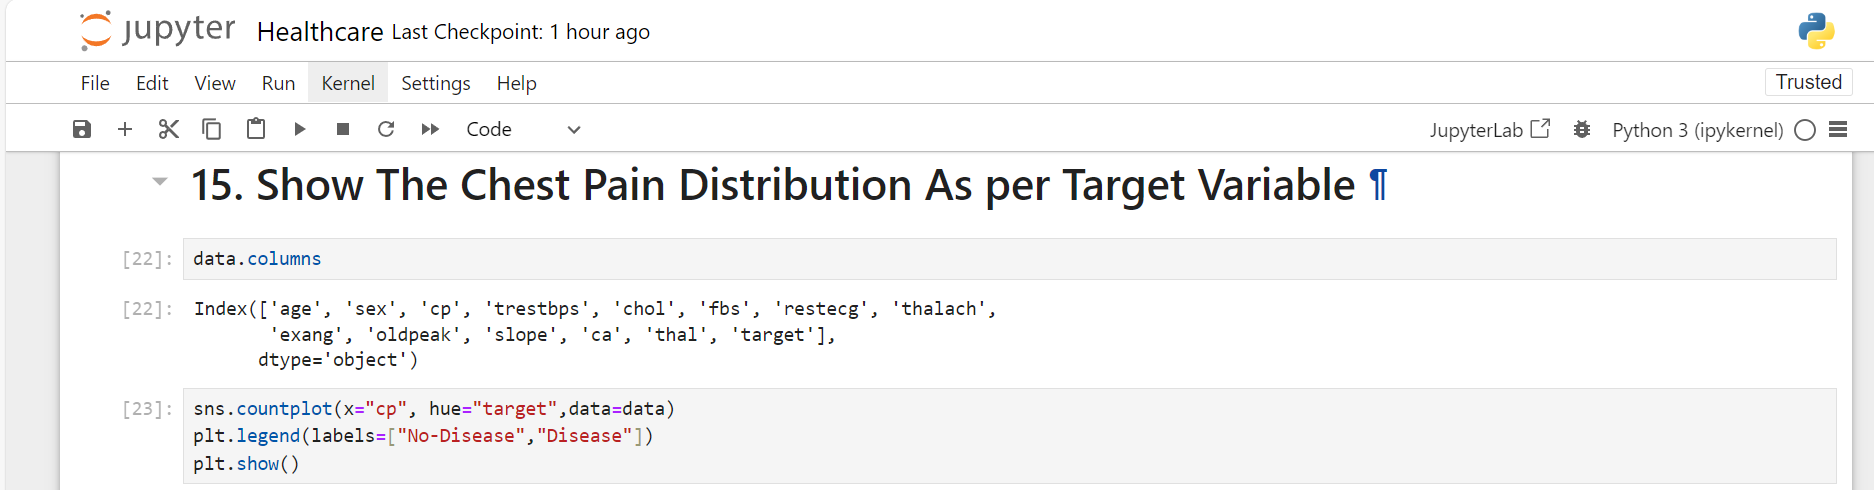 jupyter Healthcare Last Checkpoint: 1 hour ago
File Edit View Run Kernel Settings Help Trusted
Code JupyterLab Python 3 (ipykernel)
15. Show The Chest Pain Distribution As per Target Variable ¶
[22]: data.columns
[22]: Index(['age', 'sex', 'cp', 'trestbps', 'chol', 'fbs', 'restecg', 'thalach',
'exang', 'oldpeak', 'slope', 'ca', 'thal', 'target'],
dtype='object')
[23]: sns.countplot(x="cp", hue="target",data=data)
plt.legend(labels=["No-Disease","Disease"])
plt.show()